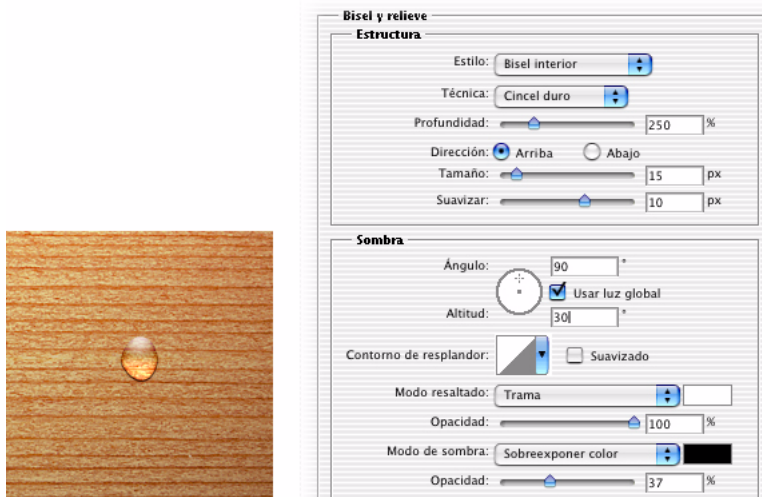 Bisel y relieve
Estructura
Estilo: Bisel interior
Técnica: Cincel duro
Profundidad: 250 %
Dirección: Arriba Abajo
Tamaño: 15 px
Suavizar: 10 px
Sombra
Ángulo: 90 °
Usar luz global
Altitud: 30 °
Contorno de resplandor: Suavizado
Modo resaltado: Trama
Opacidad: 100 %
Modo de sombra: Sobreexponer color
Opacidad: 37 %